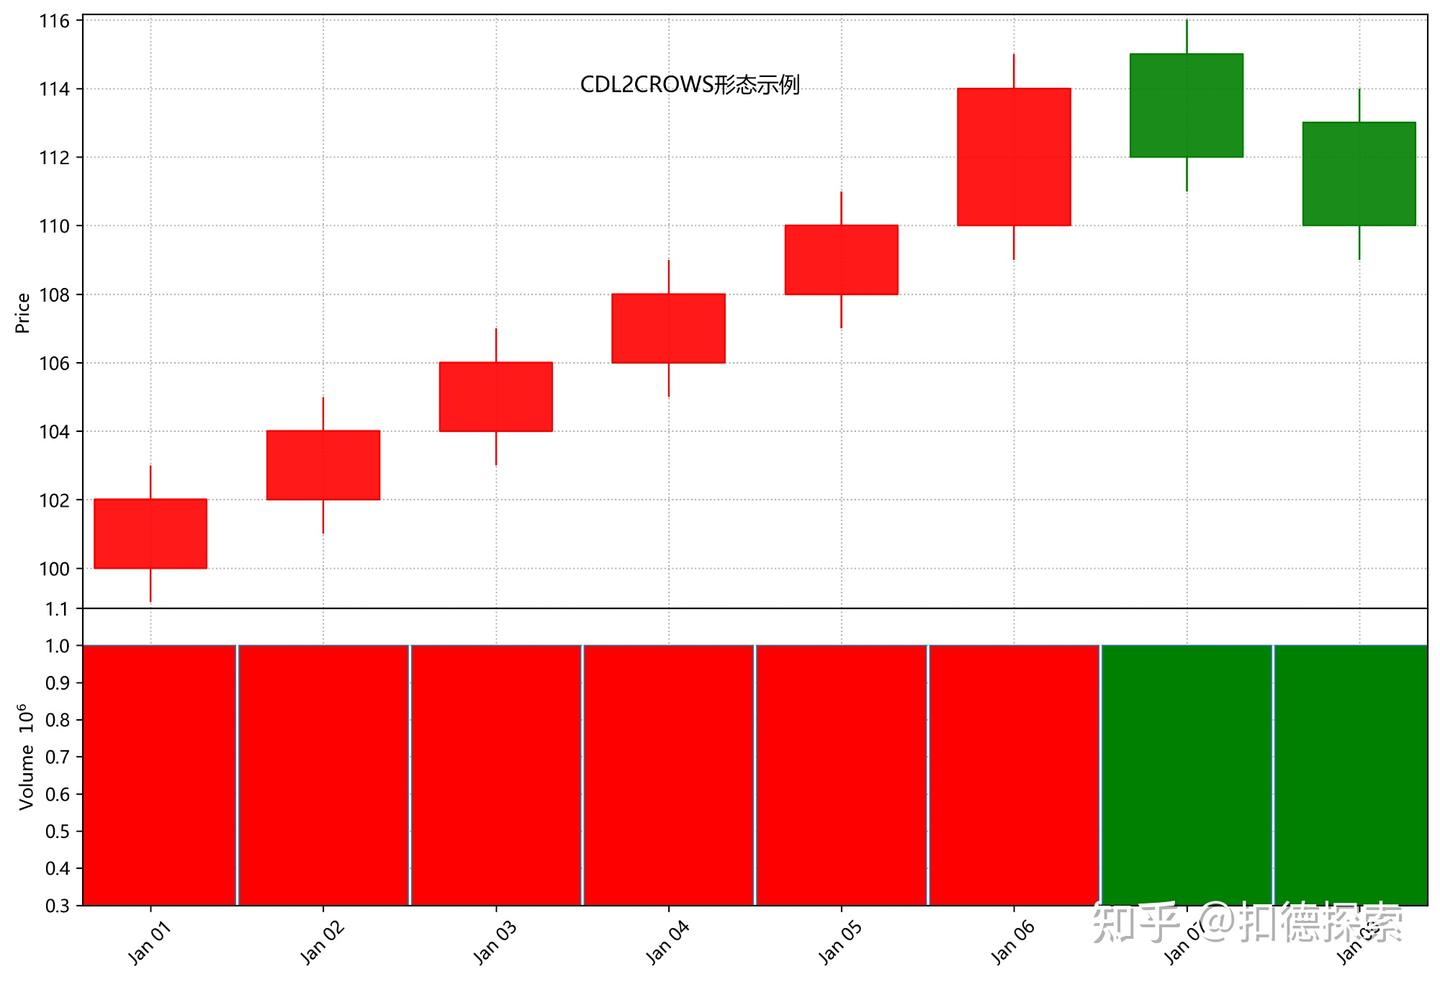 CDL2CROWS形态示例
Price
116
114
112
110
108
106
104
102
100
Volume 10⁶
1.1
1.0
0.9
0.8
0.7
0.6
0.5
0.4
0.3
Jan 01
Jan 02
Jan 03
Jan 04
Jan 05
Jan 06
Jan 07
Jan
知乎 @扣德探索